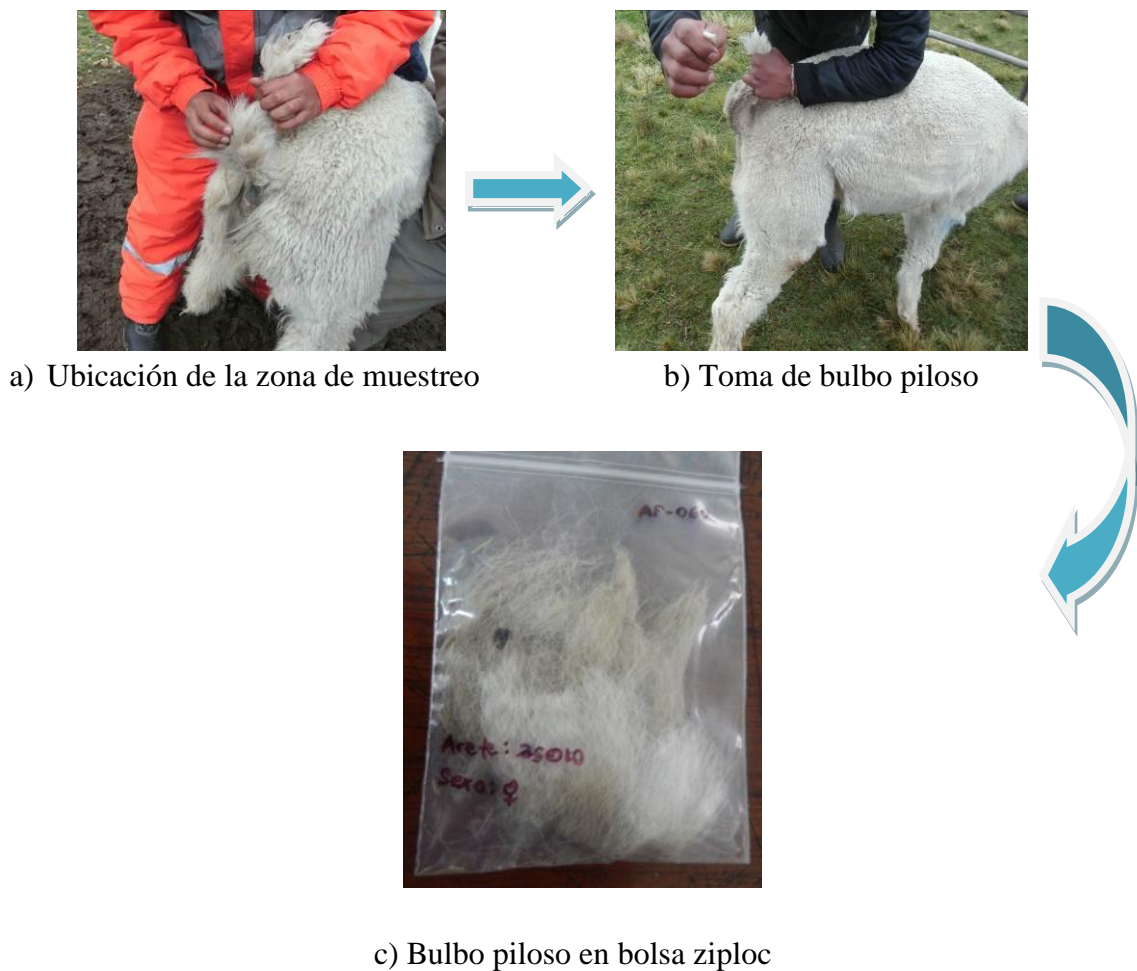 a) Ubicación de la zona de muestreo
b) Toma de bulbo piloso
Arete: 25010
Sexo: ♀
c) Bulbo piloso en bolsa ziploc